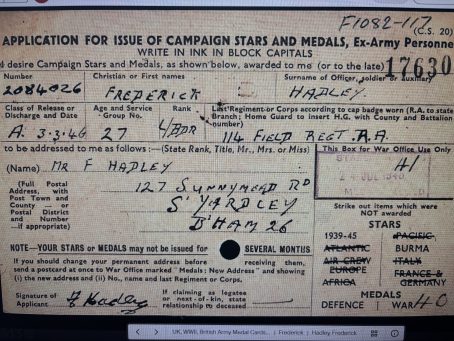 F1082-117
(C.S. 20)
APPLICATION FOR ISSUE OF CAMPAIGN STARS AND MEDALS, Ex-Army Personne
WRITE IN INK IN BLOCK CAPITALS
I desire Campaign Stars and Medals, as shown below, awarded to me (or to the late)
17630
Number Christian or First names Surname of Officer, soldier or Auxiliary
2084026 FREDERICK HADLEY.
Class of Release or Discharge and Date
Age and Service Group No.
Rank
Last Regiment or Corps according to cap badge worn (R.A. to state Branch; Home Guard to insert H.G. with County and Battalion number)
A. 3.3.46 27 L/BDR 114 FIELD REGT. R.A.
to be addressed to me as follows :—(State Rank, Title, Mr., Mrs. or Miss)
This Box for War Office Use Only
(Name) MR F HADLEY
H1
(Full Postal Address, with Post Town and County — or Postal District and Number —if appropriate)
127 SUNNYMEAD RD
S' YARDLEY
B'HAM 26
Strike out items which were NOT awarded
STARS
1939-45 PACIFIC
ATLANTIC BURMA
AIR CREW EUROPE ITALY
AFRICA FRANCE & GERMANY
MEDALS
DEFENCE WAR
NOTE—YOUR STARS or MEDALS may not be issued for SEVERAL MONTHS
If you should change your permanent address before receiving them,
send a postcard at once to War Office marked "Medals: New Address" and showing
(i) the new address and (ii) No., name and last Regiment or Corps.
Signature of Applicant F Hadley
If claiming as legatee or next-of-kin, state relationship to deceased
UK, WWII, British Army Medal Cards... | Frederick | Hadley, Frederick